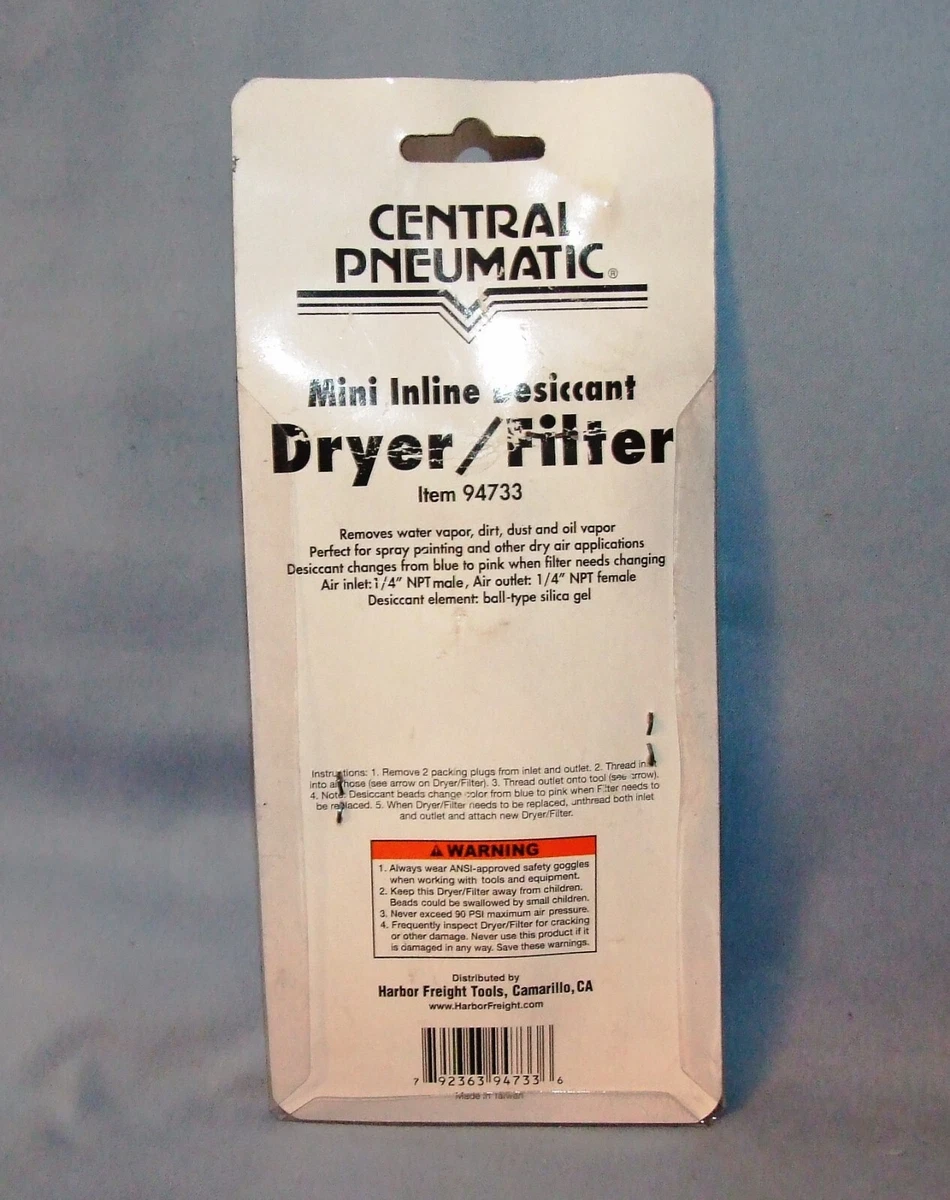 CENTRAL
PNEUMATIC®
Mini Inline Desiccant
Dryer/Filter
Item 94733
Removes water vapor, dirt, dust and oil vapor
Perfect for spray painting and other dry air applications
Desiccant changes from blue to pink when filter needs changing
Air inlet: 1/4” NPT male, Air outlet: 1/4” NPT female
Desiccant element: ball-type silica gel
Instructions: 1. Remove 2 packing plugs from inlet and outlet. 2. Thread inlet
into air hose (see arrow on Dryer/Filter). 3. Thread outlet onto tool (see arrow).
4. Note: Desiccant beads change color from blue to pink when Filter needs to
be replaced. 5. When Dryer/Filter needs to be replaced, unthread both inlet
and outlet and attach new Dryer/Filter.
WARNING
1. Always wear ANSI-approved safety goggles
when working with tools and equipment.
2. Keep this Dryer/Filter away from children.
Beads could be swallowed by small children.
3. Never exceed 90 PSI maximum air pressure.
4. Frequently inspect Dryer/Filter for cracking
or other damage. Never use this product if it
is damaged in any way. Save these warnings.
Distributed by
Harbor Freight Tools, Camarillo, CA
www.HarborFreight.com
7 92363 94733 6
Made in Taiwan